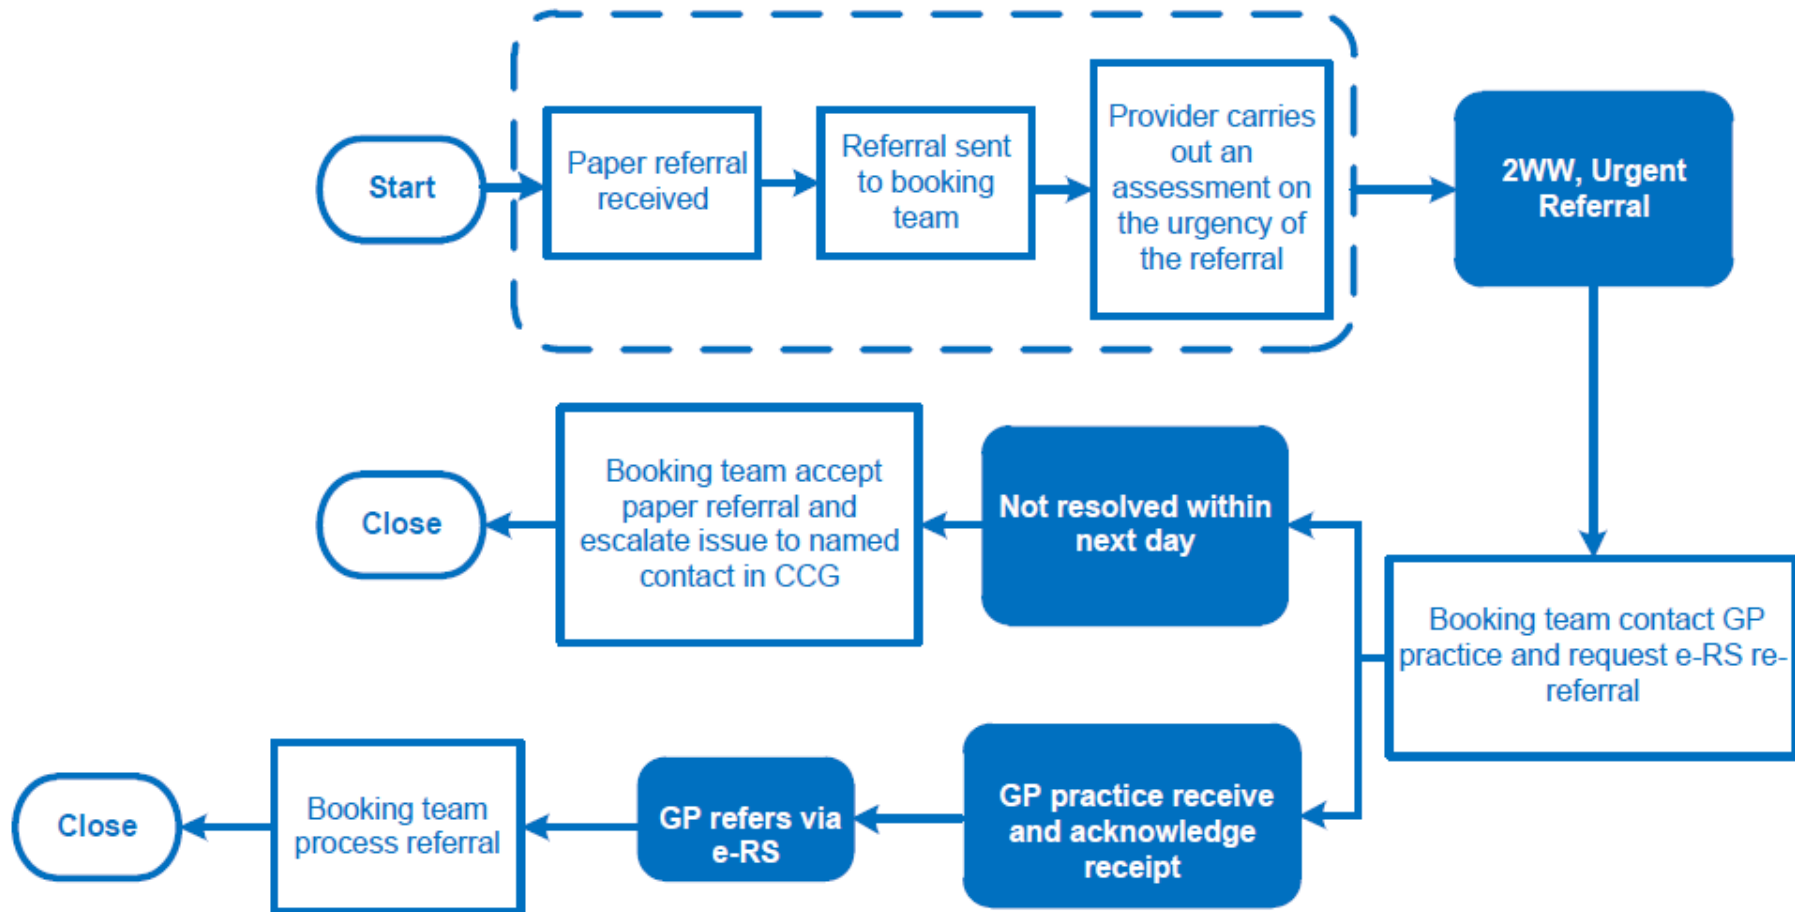 Start
Paper referral
received
Referral sent
to booking
team
Provider carries
out an
assessment on
the urgency of
the referral
2WW, Urgent
Referral
Close
Booking team accept
paper referral and
escalate issue to named
contact in CCG
Not resolved within
next day
Booking team contact GP
practice and request e-RS re-
referral
Close
Booking team
process referral
GP refers via
e-RS
GP practice receive
and acknowledge
receipt